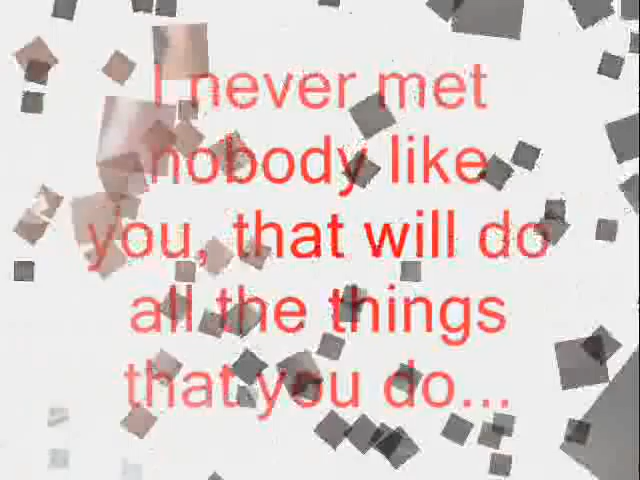 I never met
nobody like
you, that will do
all the things
that you do...